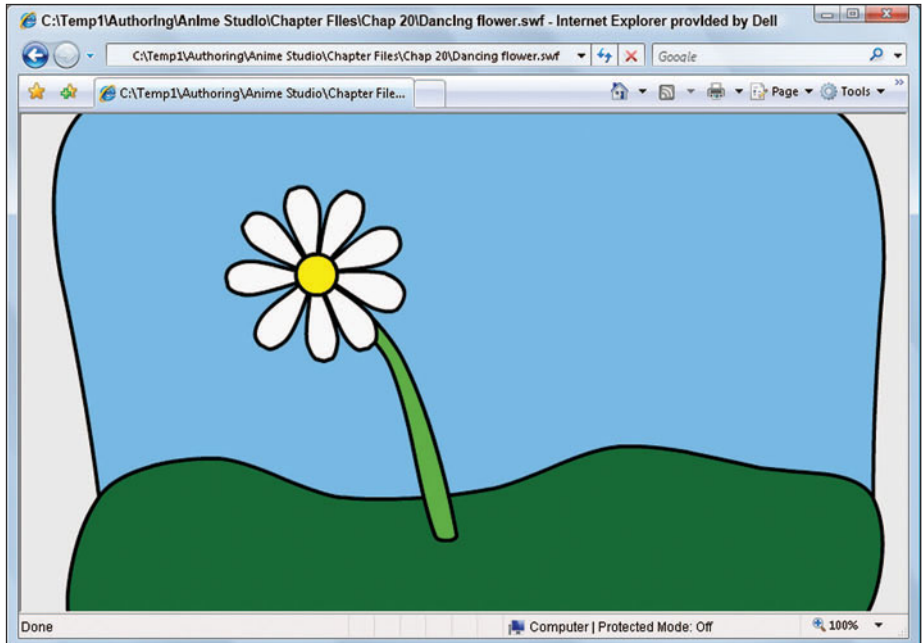 C:\Temp1\Authoring\Anime Studio\Chapter Files\Chap 20\Dancing flower.swf - Internet Explorer provided by Dell
C:\Temp1\Authoring\Anime Studio\Chapter Files\Chap 20\Dancing flower.swf
Google
C:\Temp1\Authoring\Anime Studio\Chapter File...
Page
Tools
Done
Computer | Protected Mode: Off
100%